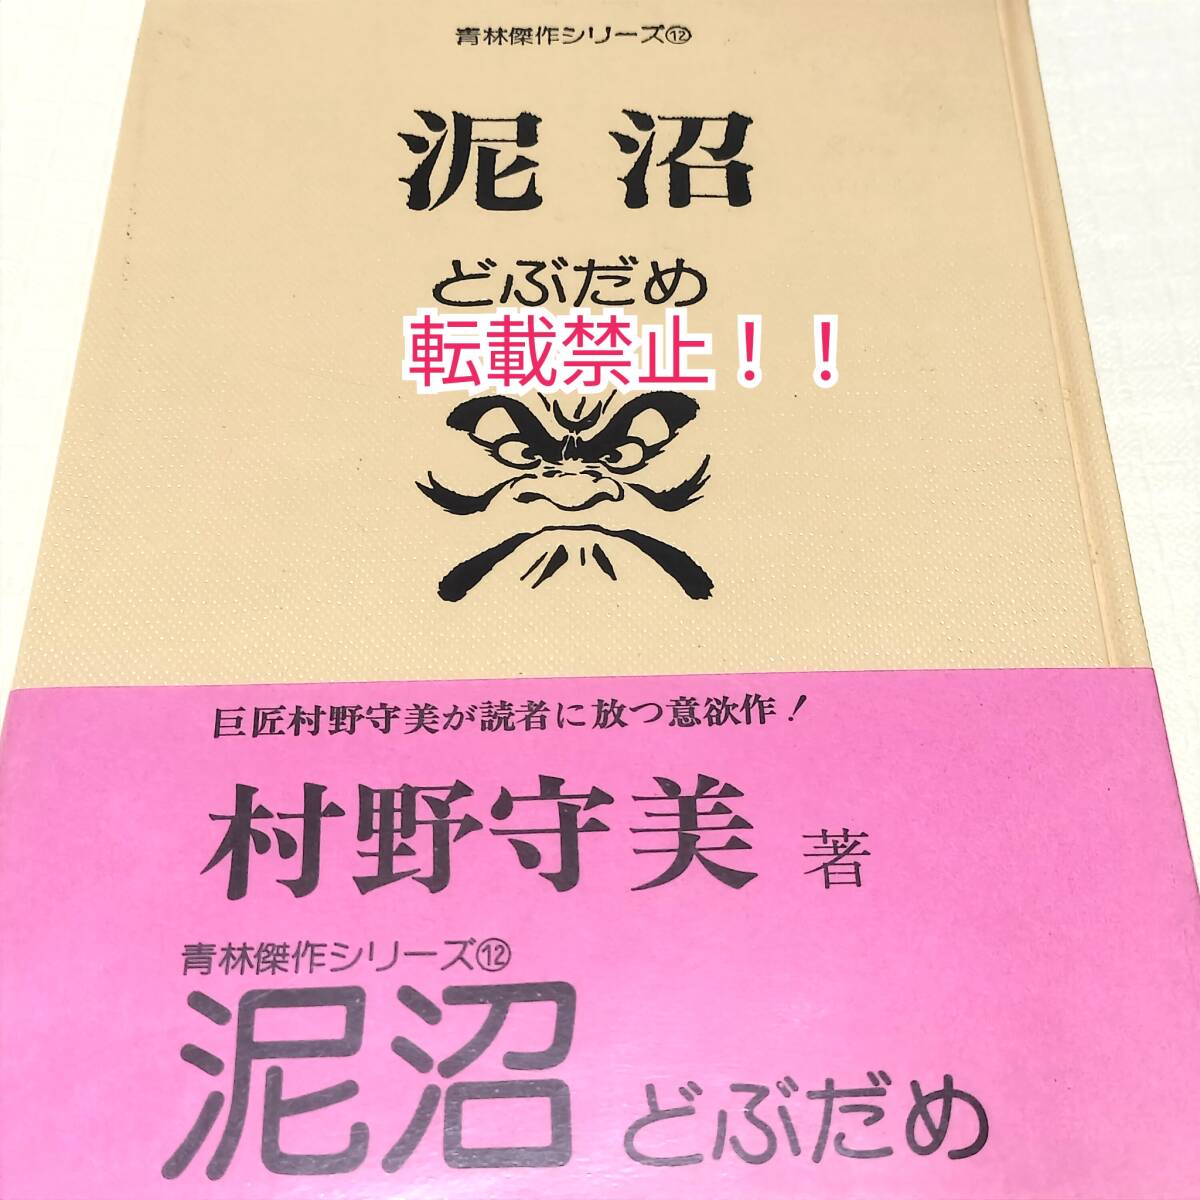 青林傑作シリーズ⑫
泥沼
どぶだめ
転載禁止！！
巨匠村野守美が読者に放つ意欲作！
村野守美 著
青林傑作シリーズ⑫
泥沼 どぶだめ